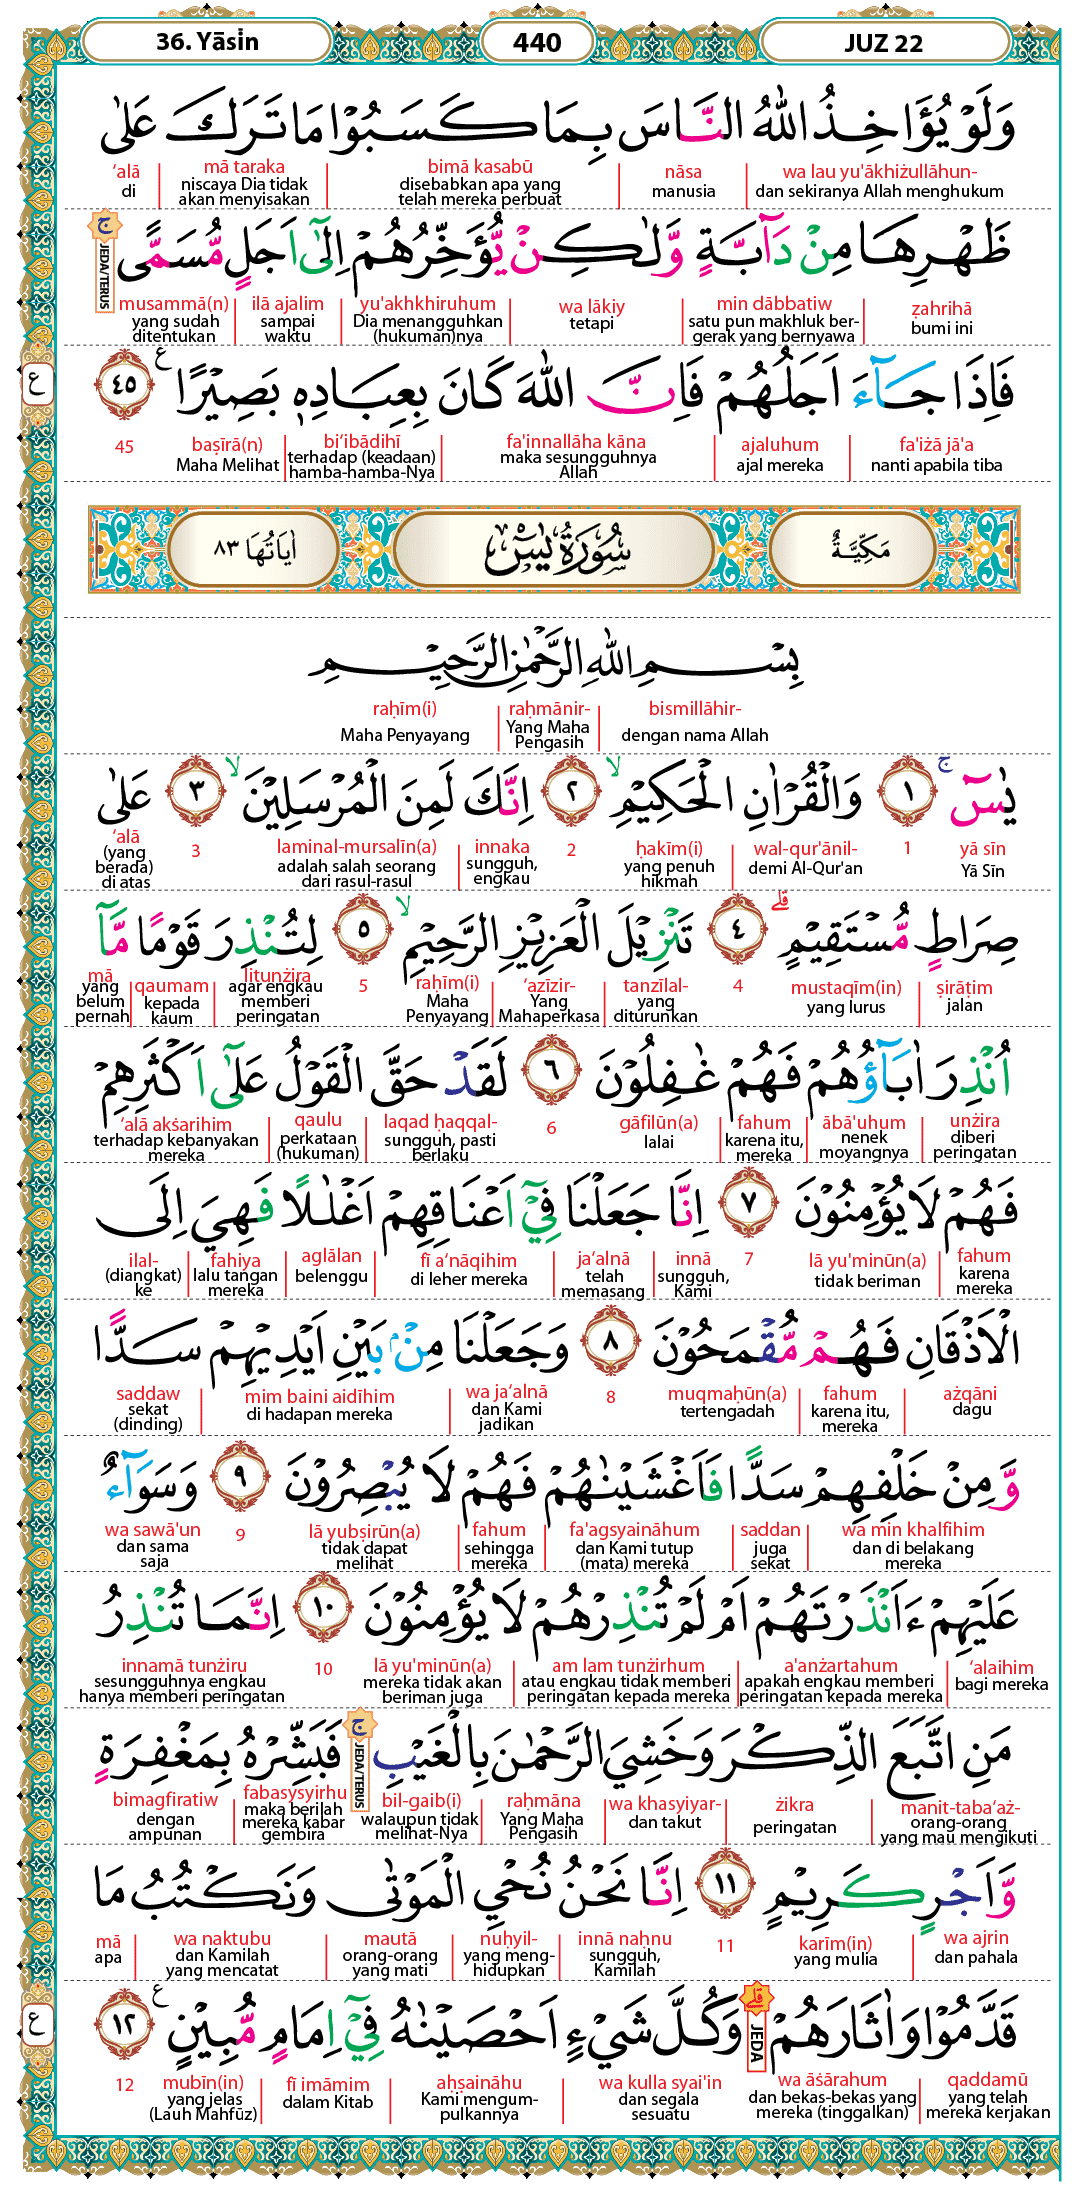 36. Yāsīn
440
JUZ 22
وَلَوْ يُؤَاخِذُ اللّٰهُ النَّاسَ بِمَا كَسَبُوْا مَا تَرَكَ عَلٰى
wa lau yu'ākhiżullāhun- nāsa bimā kasabū mā taraka ‘alā
dan sekiranya Allah menghukum manusia disebabkan apa yang telah mereka perbuat niscaya Dia tidak akan menyisakan di
ظَهْرِهَا مِنْ دَاۤبَّةٍ وَّلٰكِنْ يُّؤَخِّرُهُمْ اِلٰٓى اَجَلٍ مُّسَمًّىۚ
JEDA/TERUS
ẓahrihā min dābbatiw wa lākiy yu'akhkhiruhum ilā ajalim musammā(n)
bumi ini satu pun makhluk ber-gerak yang bernyawa tetapi Dia menangguhkan (hukuman)nya sampai waktu yang sudah ditentukan
فَاِذَا جَاۤءَ اَجَلُهُمْ فَاِنَّ اللّٰهَ كَانَ بِعِبَادِهٖ بَصِيْرًا ࣖ ٤٥
ع
fa'iżā jā'a ajaluhum fa'innallāha kāna bi‘ibādihī baṣīrā(n) 45
nanti apabila tiba ajal mereka maka sesungguhnya Allah terhadap (keadaan) hamba-hamba-Nya Maha Melihat
مَكِّيَّةٌ سُوْرَةُ يٰسۤ اٰيَاتُهَا ٨٣
بِسْمِ اللّٰهِ الرَّحْمٰنِ الرَّحِيْمِ
bismillāhir- raḥmānir- raḥīm(i)
dengan nama Allah Yang Maha Pengasih Maha Penyayang
يٰسۤ ۚ ١ وَالْقُرْاٰنِ الْحَكِيْمِۙ ٢ اِنَّكَ لَمِنَ الْمُرْسَلِيْنَۙ ٣ عَلٰى
yā sīn 1 wal-qur'ānil- ḥakīm(i) 2 innaka laminal-mursalīn(a) 3 ‘alā
Yā Sīn demi Al-Qur'an yang penuh hikmah sungguh, engkau adalah salah seorang dari rasul-rasul (yang berada) di atas
صِرَاطٍ مُّسْتَقِيْمٍۗ ٤ تَنْزِيْلَ الْعَزِيْزِ الرَّحِيْمِۙ ٥ لِتُنْذِرَ قَوْمًا مَّآ
ṣirāṭim mustaqīm(in) 4 tanzīlal- ‘azīzir- raḥīm(i) 5 litunżira qaumam mā
jalan yang lurus yang diturunkan Yang Mahaperkasa Maha Penyayang agar engkau memberi peringatan kepada kaum yang belum pernah
اُنْذِرَ اٰبَاۤؤُهُمْ فَهُمْ غٰفِلُوْنَ ٦ لَقَدْ حَقَّ الْقَوْلُ عَلٰٓى اَكْثَرِهِمْ
unżira ābā'uhum fahum gāfilūn(a) 6 laqad ḥaqqal- qaulu ‘alā akśarihim
diberi peringatan nenek moyangnya karena itu, mereka lalai sungguh, pasti berlaku perkataan (hukuman) terhadap kebanyakan mereka
فَهُمْ لَا يُؤْمِنُوْنَ ٧ اِنَّا جَعَلْنَا فِيْٓ اَعْنَاقِهِمْ اَغْلٰلًا فَهِيَ اِلَى
fahum lā yu'minūn(a) 7 innā ja‘alnā fī a‘nāqihim aglālan fahiya ilal-
karena mereka tidak beriman sungguh, Kami telah memasang di leher mereka belenggu lalu tangan mereka (diangkat) ke
الْاَذْقَانِ فَهُمْ مُّقْمَحُوْنَ ٨ وَجَعَلْنَا مِنْۢ بَيْنِ اَيْدِيْهِمْ سَدًّا
ażqāni fahum muqmaḥūn(a) 8 wa ja‘alnā mim baini aidīhim saddaw
dagu karena itu, mereka tertengadah dan Kami jadikan di hadapan mereka sekat (dinding)
وَّمِنْ خَلْفِهِمْ سَدًّا فَاَغْشَيْنٰهُمْ فَهُمْ لَا يُبْصِرُوْنَ ٩ وَسَوَاۤءٌ
wa min khalfihim saddan fa'agsyaināhum fahum lā yubṣirūn(a) 9 wa sawā'un
dan di belakang mereka juga sekat dan Kami tutup (mata) mereka sehingga mereka tidak dapat melihat dan sama saja
عَلَيْهِمْ ءَاَنْذَرْتَهُمْ اَمْ لَمْ تُنْذِرْهُمْ لَا يُؤْمِنُوْنَ ١٠ اِنَّمَا تُنْذِرُ
‘alaihim a'anżartahum am lam tunżirhum lā yu'minūn(a) 10 innamā tunżiru
bagi mereka apakah engkau memberi peringatan kepada mereka atau engkau tidak memberi peringatan kepada mereka mereka tidak akan beriman juga sesungguhnya engkau hanya memberi peringatan
مَنِ اتَّبَعَ الذِّكْرَ وَخَشِيَ الرَّحْمٰنَ بِالْغَيْبِۚ فَبَشِّرْهُ بِمَغْفِرَةٍ
JEDA/TERUS
manit-taba‘aż- żikra wa khasyiyar- raḥmāna bil-gaib(i) fabasysyirhu bimagfiratiw
orang-orang yang mau mengikuti peringatan dan takut Yang Maha Pengasih walaupun tidak melihat-Nya maka berilah mereka kabar gembira dengan ampunan
وَّاَجْرٍ كَرِيْمٍ ١١ اِنَّا نَحْنُ نُحْيِ الْمَوْتٰى وَنَكْتُبُ مَا
wa ajrin karīm(in) 11 innā naḥnu nuḥyil- mautā wa naktubu mā
dan pahala yang mulia sungguh, Kamilah yang meng-hidupkan orang-orang yang mati dan Kamilah yang mencatat apa
قَدَّمُوْا وَاٰثَارَهُمْۗ وَكُلَّ شَيْءٍ اَحْصَيْنٰهُ فِيْٓ اِمَامٍ مُّبِيْنٍ ࣖ ١٢
JEDA
ع
qaddamū wa āśārahum wa kulla syai'in aḥṣaināhu fī imāmim mubīn(in) 12
yang telah mereka kerjakan dan bekas-bekas yang mereka (tinggalkan) dan segala sesuatu Kami mengum-pulkannya dalam Kitab yang jelas (Lauh Mahfūẓ)